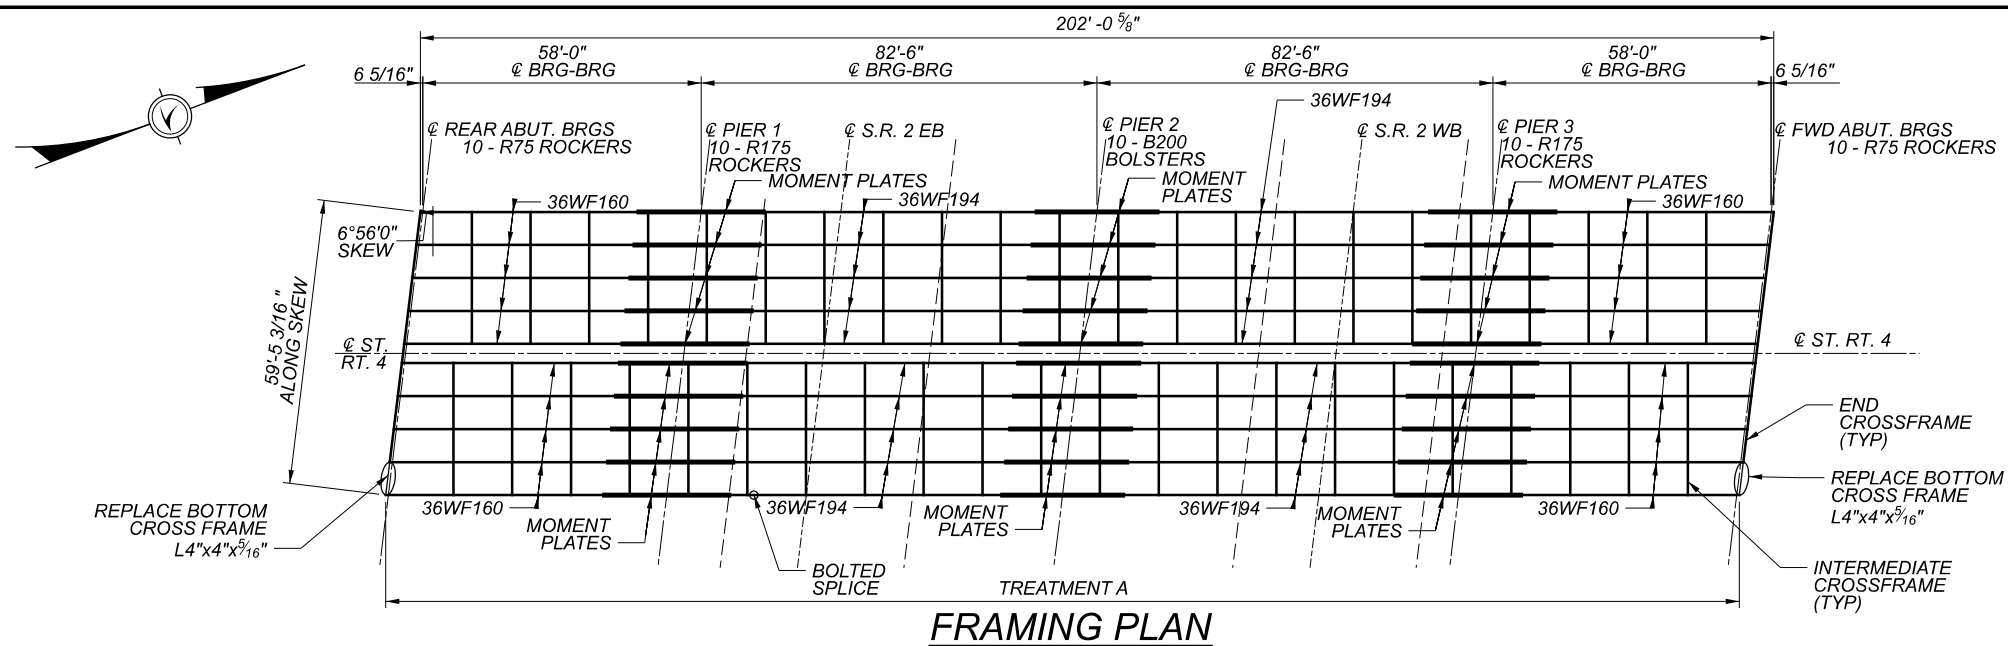 202' -0 5/8"
58'-0"
℄ BRG-BRG
82'-6"
℄ BRG-BRG
82'-6"
℄ BRG-BRG
58'-0"
℄ BRG-BRG
6 5/16"
6 5/16"
36WF194
℄ REAR ABUT. BRGS
10 - R75 ROCKERS
℄ PIER 1
10 - R175
ROCKERS
℄ S.R. 2 EB
℄ PIER 2
10 - B200
BOLSTERS
℄ S.R. 2 WB
℄ PIER 3
10 - R175
ROCKERS
℄ FWD ABUT. BRGS
10 - R75 ROCKERS
MOMENT PLATES
MOMENT
PLATES
MOMENT PLATES
36WF160
36WF194
36WF160
6°56'0"
SKEW
59'-5 3/16 "
ALONG SKEW
℄ ST.
RT. 4
℄ ST. RT. 4
END
CROSSFRAME
(TYP)
REPLACE BOTTOM
CROSS FRAME
L4"x4"x5/16"
REPLACE BOTTOM
CROSS FRAME
L4"x4"x5/16"
36WF160
MOMENT
PLATES
36WF194
MOMENT
PLATES
36WF194
MOMENT
PLATES
36WF160
BOLTED
SPLICE
TREATMENT A
INTERMEDIATE
CROSSFRAME
(TYP)
FRAMING PLAN